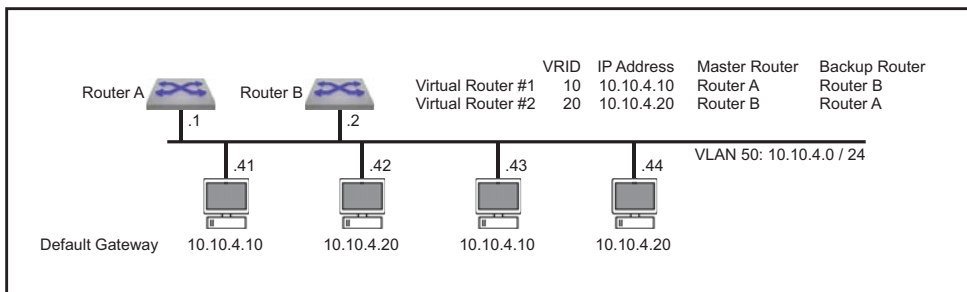 VRID IP Address Master Router Backup Router
Virtual Router #1 10 10.10.4.10 Router A Router B
Virtual Router #2 20 10.10.4.20 Router B Router A
Router A
Router B
.1
.2
VLAN 50: 10.10.4.0 / 24
.41
.42
.43
.44
Default Gateway 10.10.4.10 10.10.4.20 10.10.4.10 10.10.4.20